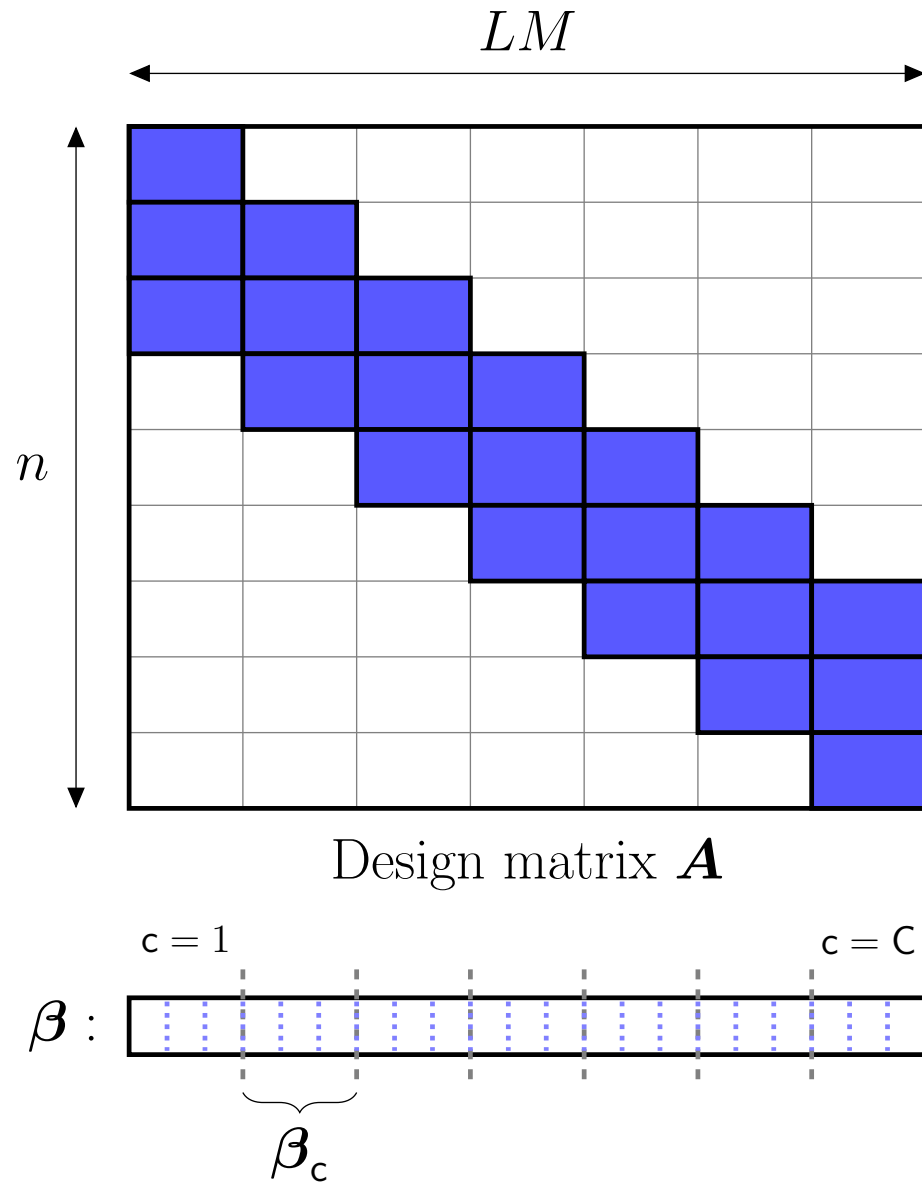 LM
n
Design matrix A
c = 1
c = C
β :
β_c